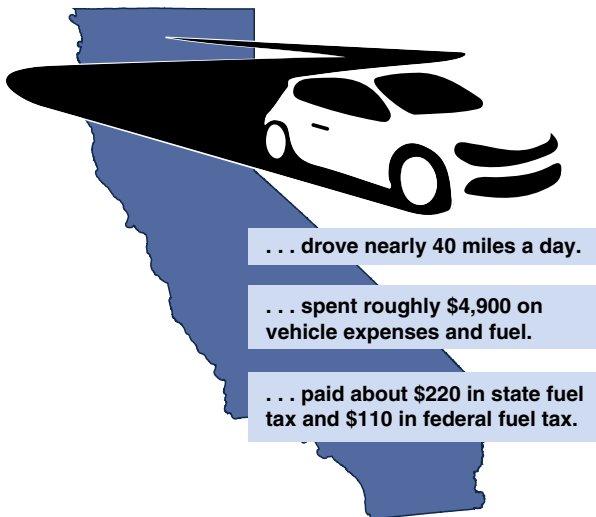 . . . drove nearly 40 miles a day.
. . . spent roughly $4,900 on
vehicle expenses and fuel.
. . . paid about $220 in state fuel
tax and $110 in federal fuel tax.